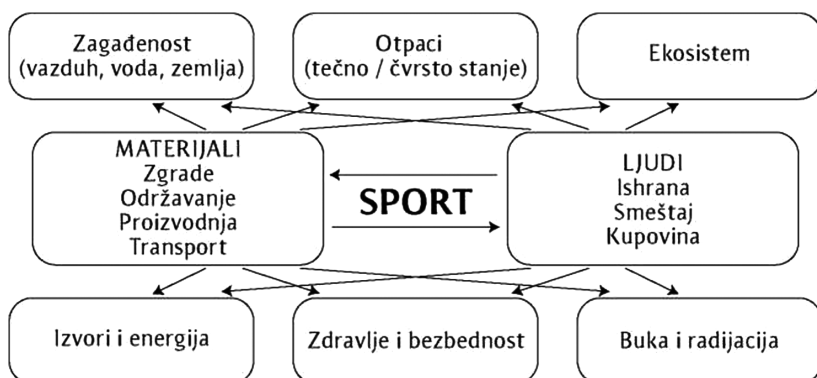 Zagađenost
(vazduh, voda, zemlja)
Otpaci
(tečno / čvrsto stanje)
Ekosistem
MATERIJALI
Zgrade
Održavanje
Proizvodnja
Transport
SPORT
LJUDI
Ishrana
Smeštaj
Kupovina
Izvori i energija
Zdravlje i bezbednost
Buka i radijacija